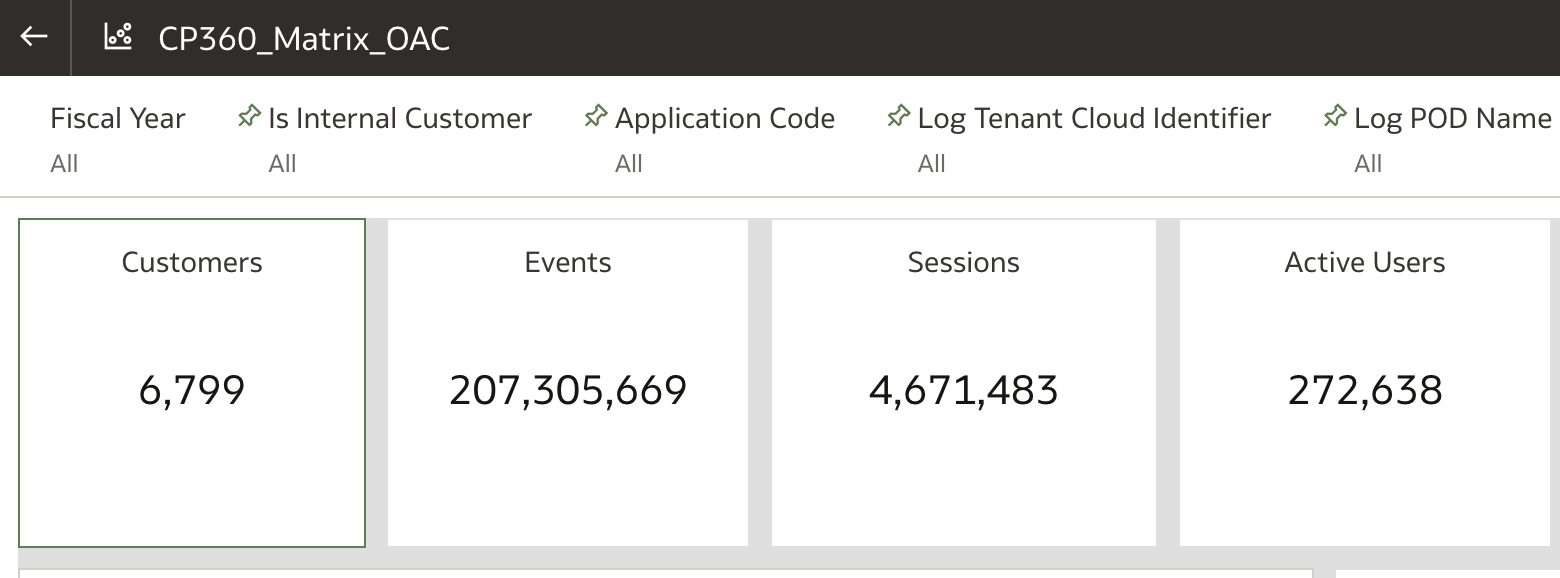 CP360_Matrix_OAC
Fiscal Year
All
Is Internal Customer
All
Application Code
All
Log Tenant Cloud Identifier
All
Log POD Name
All
Customers
6,799
Events
207,305,669
Sessions
4,671,483
Active Users
272,638